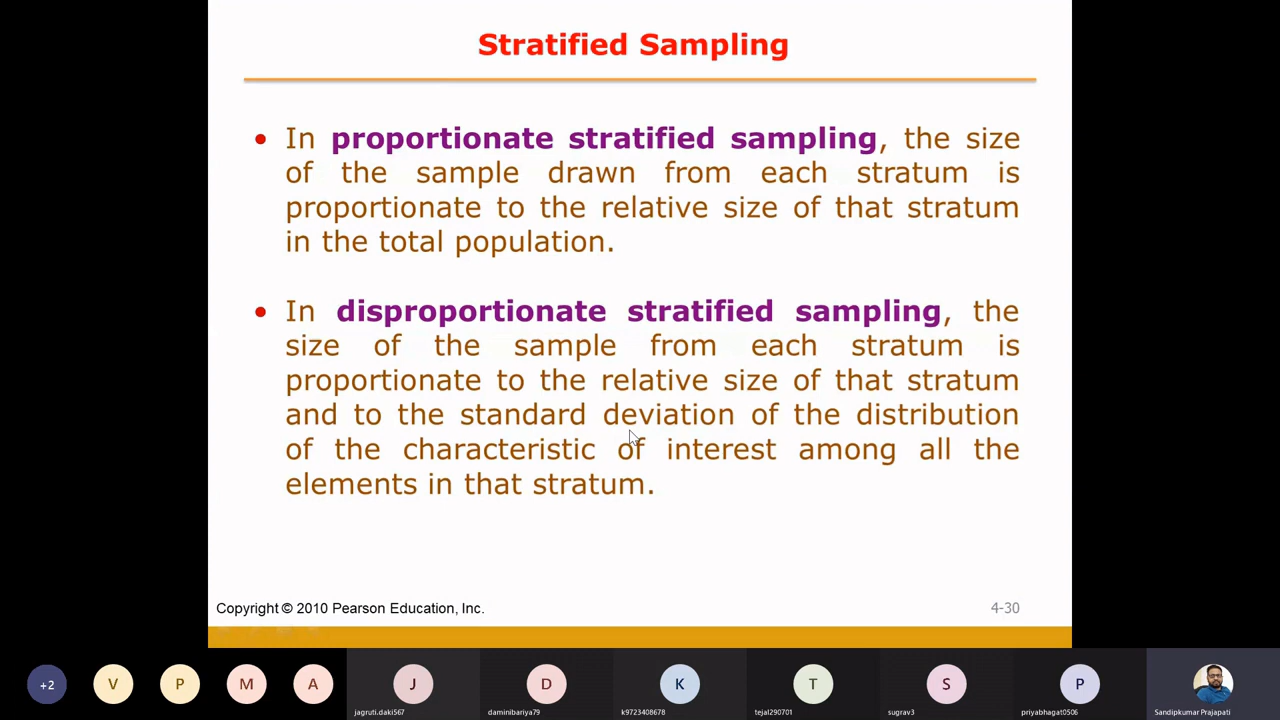 Stratified Sampling
• In proportionate stratified sampling, the size
of the sample drawn from each stratum is
proportionate to the relative size of that stratum
in the total population.
• In disproportionate stratified sampling, the
size of the sample from each stratum is
proportionate to the relative size of that stratum
and to the standard deviation of the distribution
of the characteristic of interest among all the
elements in that stratum.
Copyright © 2010 Pearson Education, Inc. 4-30
+2 V P M A J D K T S P
jagruti.daki567 daminibariya79 k9723408678 tejal290701 sugrav3 priyabhagat0506 Sandipkumar Prajapati